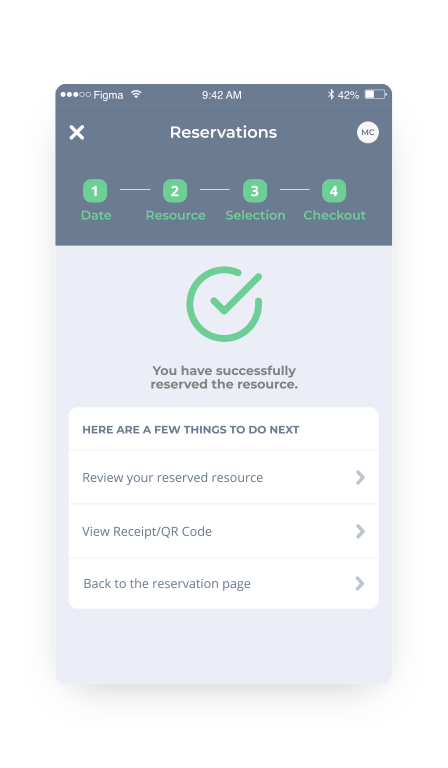 Figma 9:42 AM 42%
Reservations MC
1 2 3 4
Date Resource Selection Checkout
You have successfully
reserved the resource.
HERE ARE A FEW THINGS TO DO NEXT
Review your reserved resource
View Receipt/QR Code
Back to the reservation page